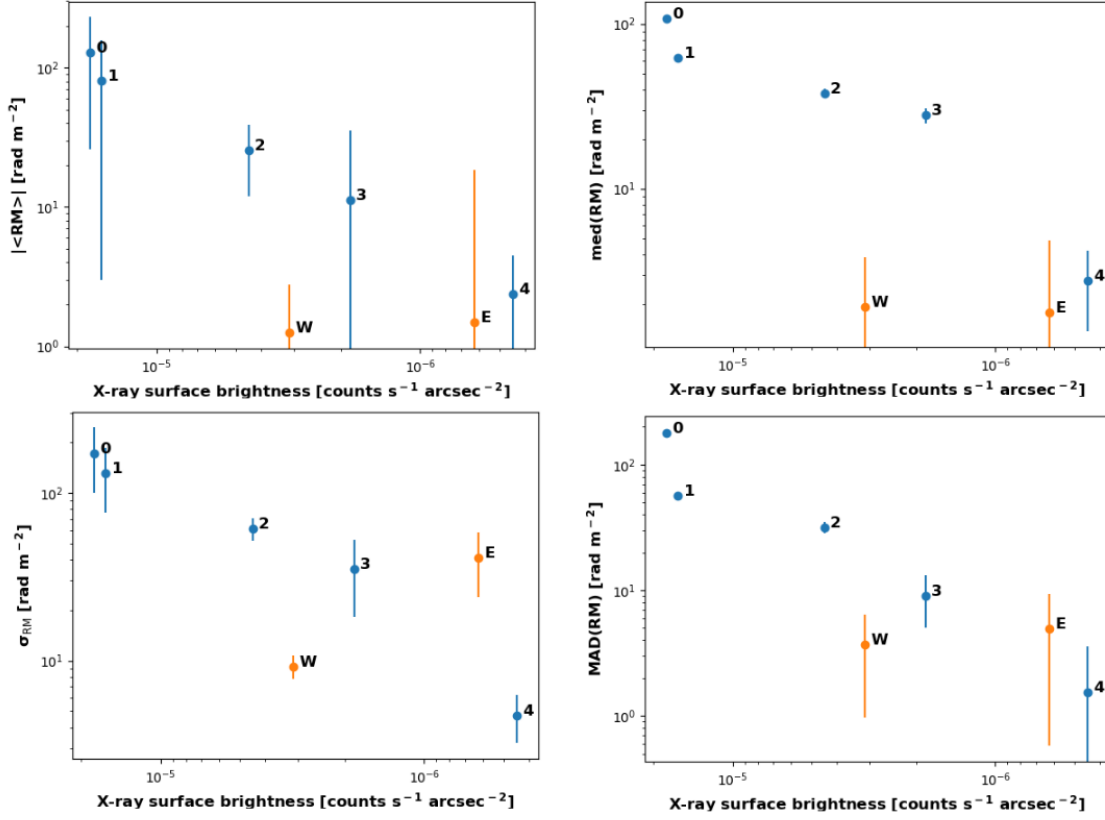 |<RM>| [rad m⁻²]
10²
10¹
10⁰
0
1
2
3
4
W
E
10⁻⁵
10⁻⁶
X-ray surface brightness [counts s⁻¹ arcsec⁻²]
med(RM) [rad m⁻²]
10²
10¹
0
1
2
3
4
W
E
10⁻⁵
10⁻⁶
X-ray surface brightness [counts s⁻¹ arcsec⁻²]
σRM [rad m⁻²]
10²
10¹
0
1
2
3
4
W
E
10⁻⁵
10⁻⁶
X-ray surface brightness [counts s⁻¹ arcsec⁻²]
MAD(RM) [rad m⁻²]
10²
10¹
10⁰
0
1
2
3
4
W
E
10⁻⁵
10⁻⁶
X-ray surface brightness [counts s⁻¹ arcsec⁻²]